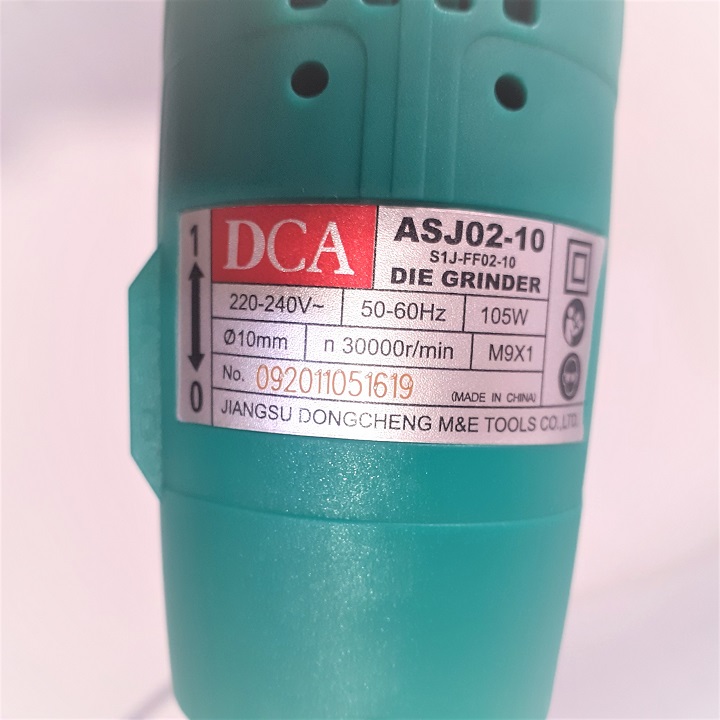 1
0
DCA
ASJ02-10
S1J-FF02-10
DIE GRINDER
220-240V~ 50-60Hz 105W
Ø10mm n 30000r/min M9X1
No. 092011051619 (MADE IN CHINA)
JIANGSU DONGCHENG M&E TOOLS CO.,LTD.